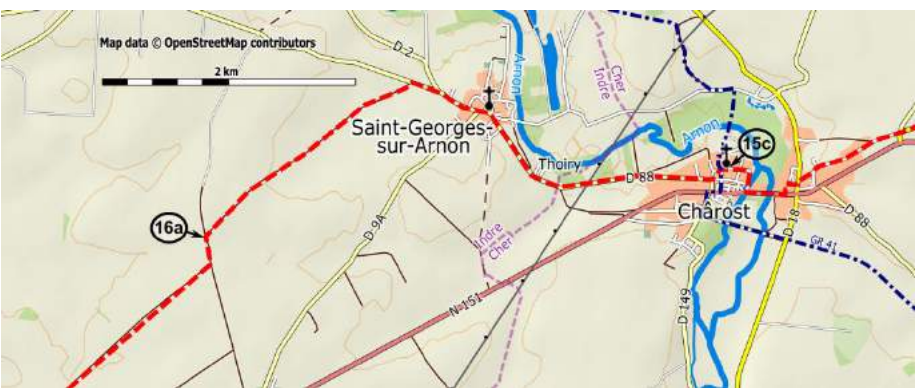 Map data © OpenStreetMap contributors
2 km
D 2
Arnon
Cher
Indre
Saint-Georges-
sur-Arnon
Arnon
15c
Thoiry
D 88
Charost
16a
D 9A
Indre
Cher
D 18
D 88
GR 41
N 151
D 149